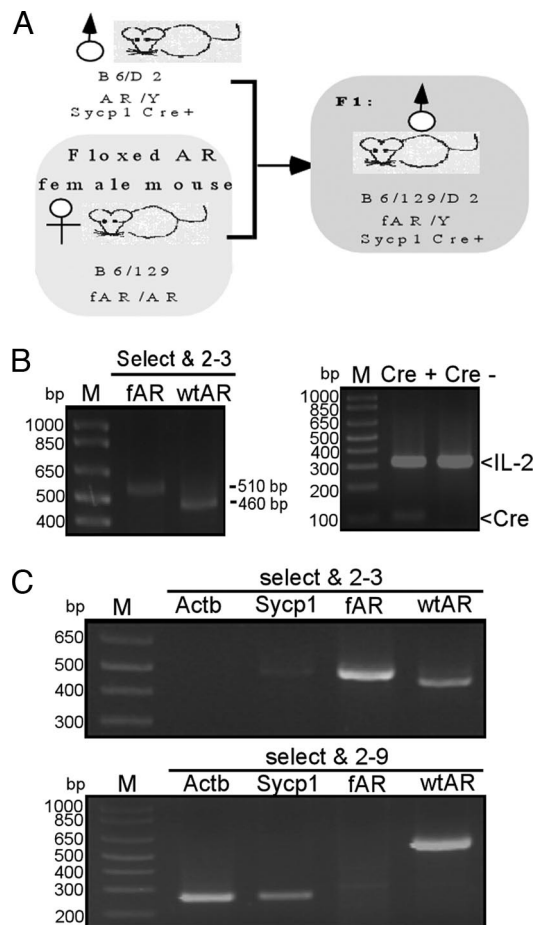 A
B6/D2
AR/Y
Sycp1 Cre+
Floxed AR
female mouse
B6/129
fAR/AR
F1:
B6/129/D2
fAR/Y
Sycp1 Cre+
B
Select & 2-3
bp M fAR wtAR
1000
850
650
500
400
-510 bp
-460 bp
bp M Cre + Cre -
1000
850
650
500
400
300
200
100
<IL-2
<Cre
C
select & 2-3
bp M Actb Sycp1 fAR wtAR
650
500
400
300
select & 2-9
bp M Actb Sycp1 fAR wtAR
1000
850
650
500
400
300
200